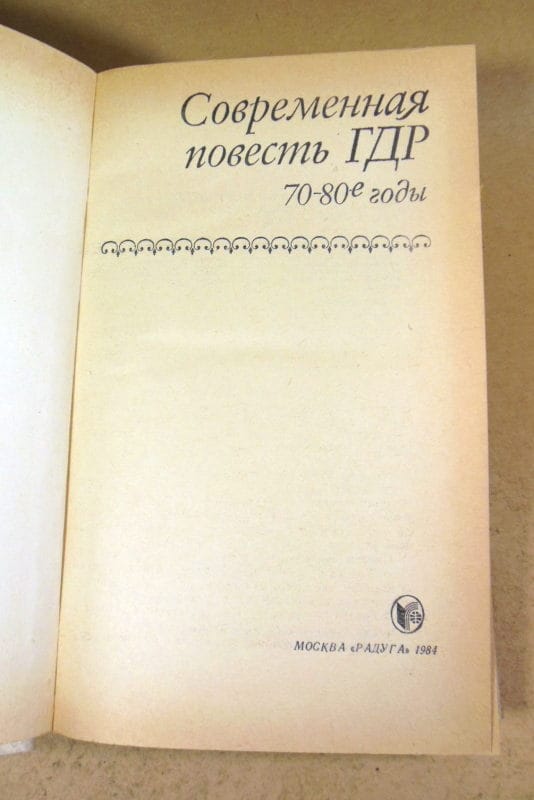 Современная
повесть ГДР
70-80е годы
МОСКВА «РАДУГА» 1984